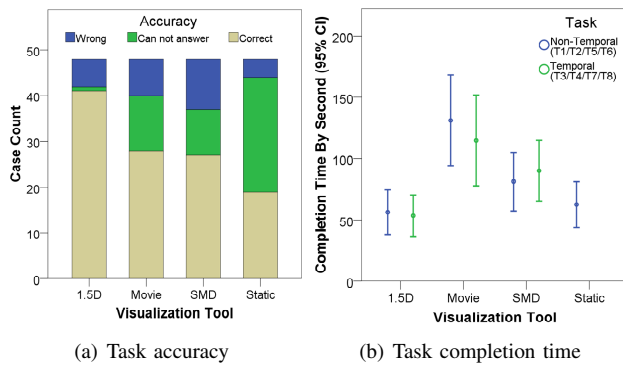 Accuracy
Wrong Can not answer Correct
50
40
30
20
10
0
Case Count
1.5D Movie SMD Static
Visualization Tool
(a) Task accuracy
Task
Non-Temporal
(T1/T2/T5/T6)
Temporal
(T3/T4/T7/T8)
200
150
100
50
0
Completion Time By Second (95% CI)
1.5D Movie SMD Static
Visualization Tool
(b) Task completion time